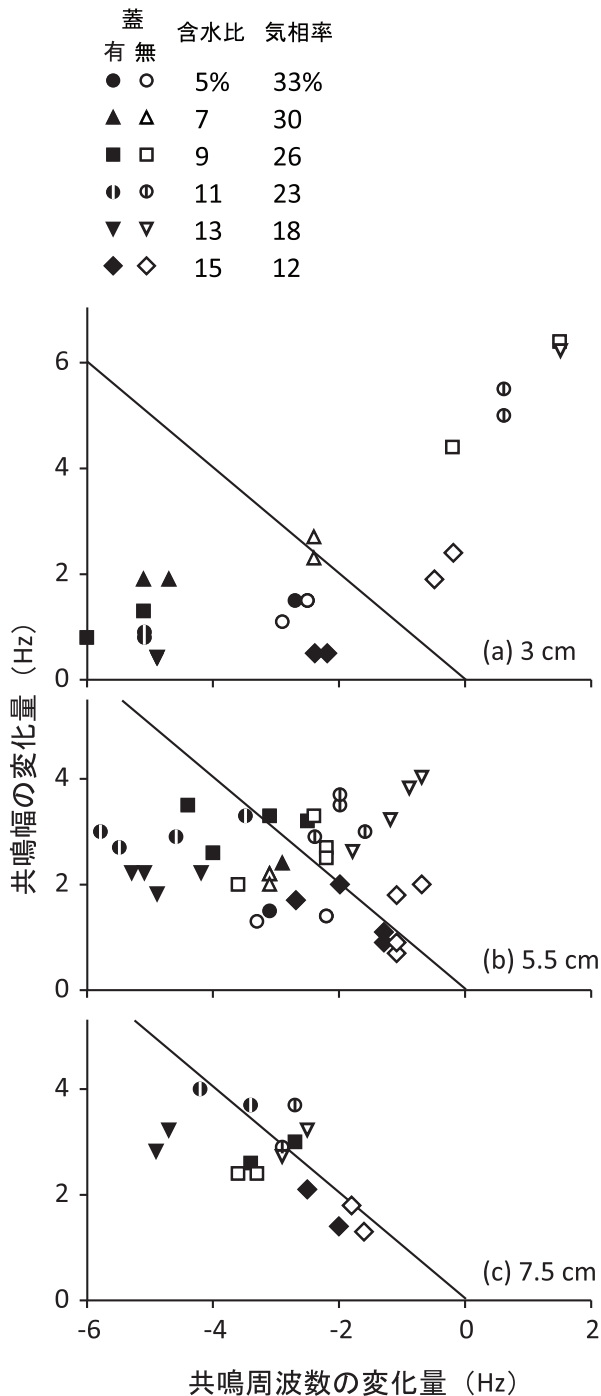 蓋
有 無 含水比 気相率
5% 33%
7 30
9 26
11 23
13 18
15 12
6
4
2
0
(a) 3 cm
共鳴幅の変化量（Hz）
4
2
0
(b) 5.5 cm
4
2
0
(c) 7.5 cm
-6 -4 -2 0 2
共鳴周波数の変化量（Hz）